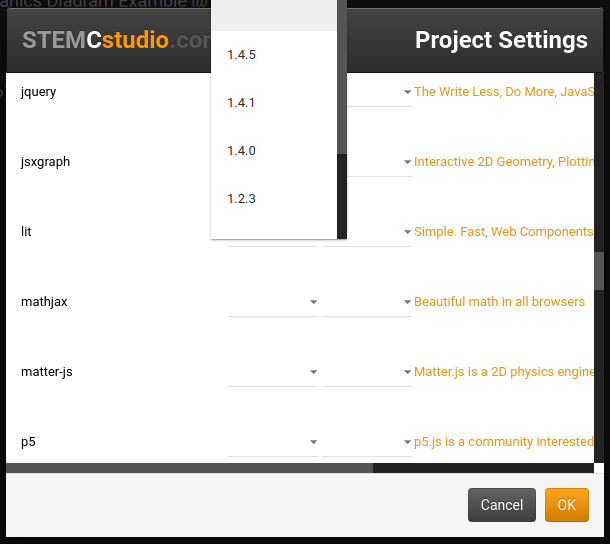 anics Diagram Example @
STEMCstudio.com
Project Settings
1.4.5
1.4.1
1.4.0
1.2.3
jquery
The Write Less, Do More, JavaS
jsxgraph
Interactive 2D Geometry, Plottin
lit
Simple. Fast, Web Components
mathjax
Beautiful math in all browsers
matter-js
Matter.js is a 2D physics engine
p5
p5.js is a community interested
Cancel
OK